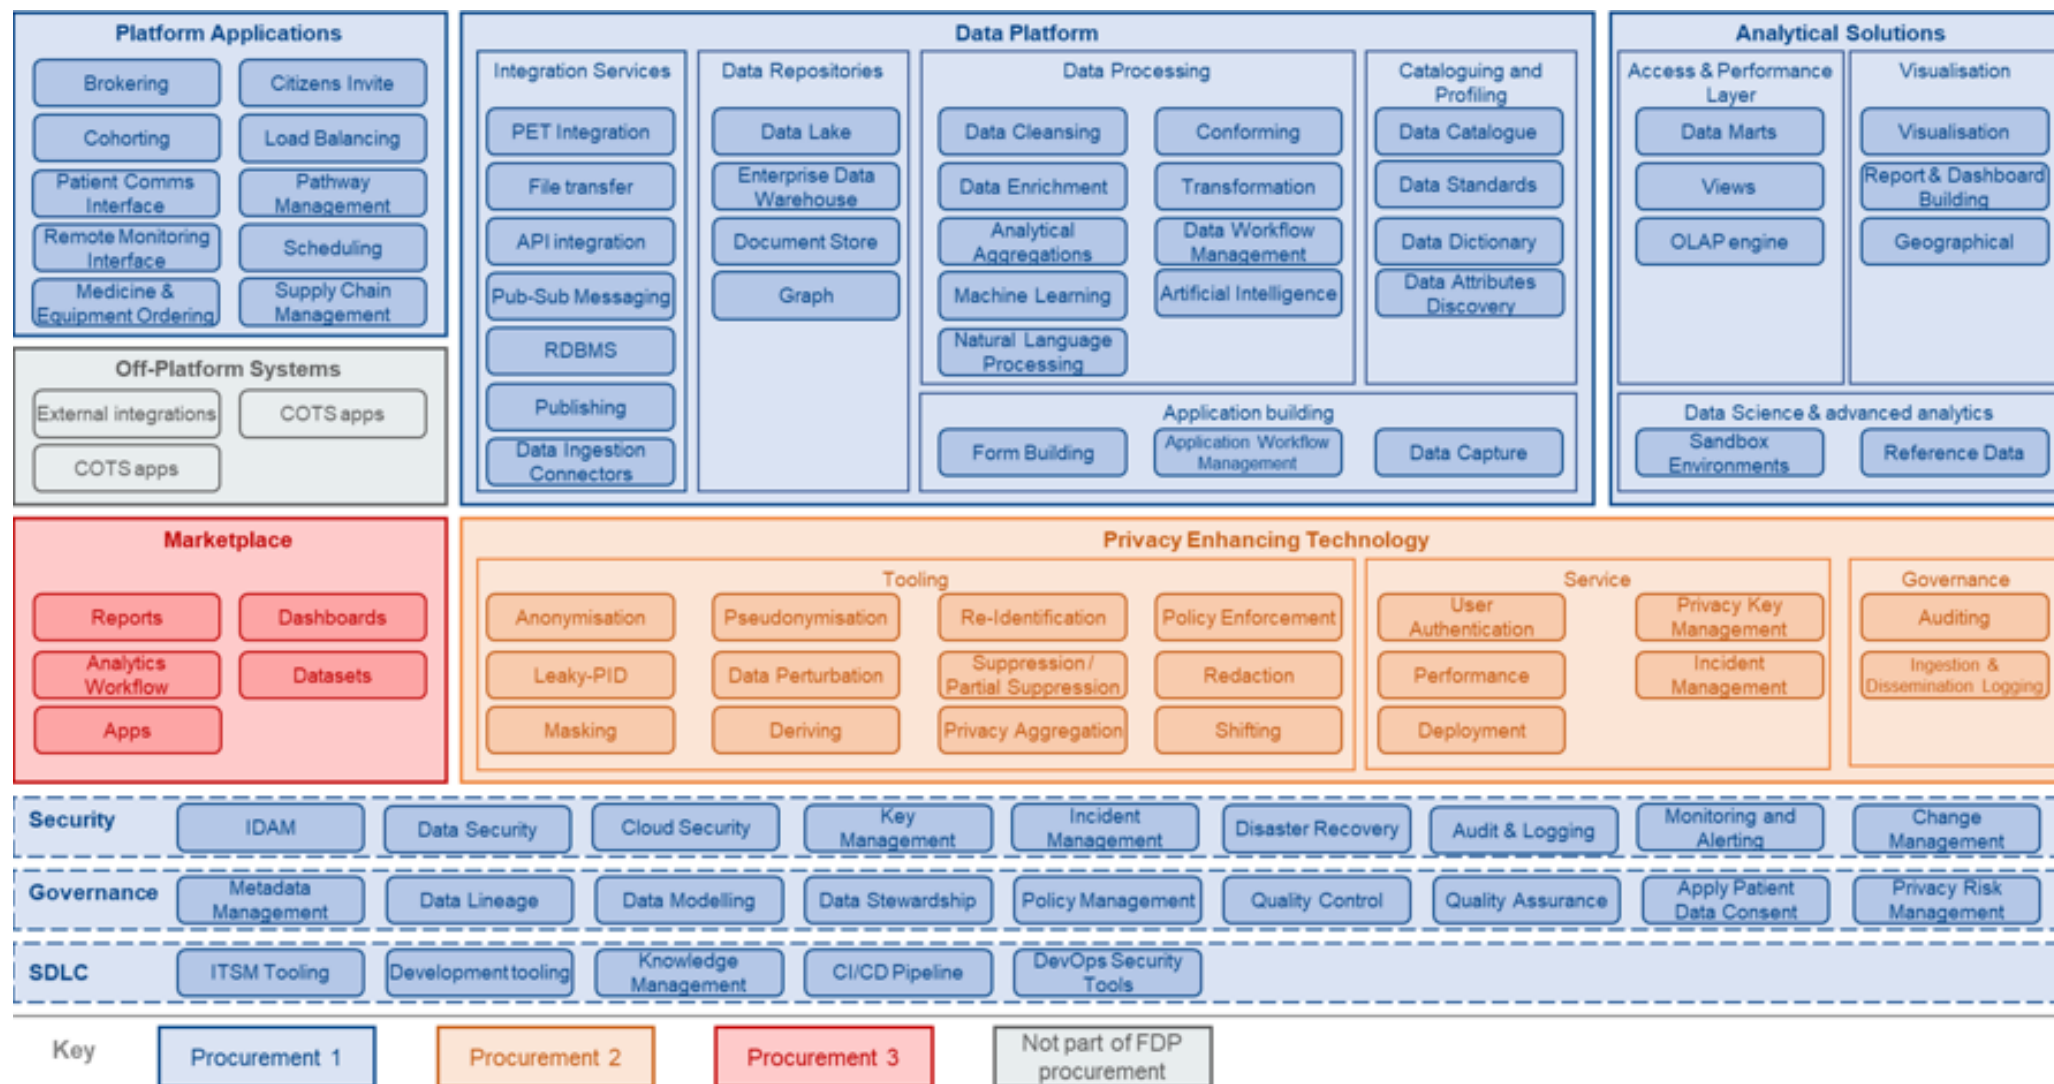 Platform Applications
Brokering
Citizens Invite
Cohorting
Load Balancing
Patient Comms
Interface
Pathway
Management
Remote Monitoring
Interface
Scheduling
Medicine &
Equipment Ordering
Supply Chain
Management
Off-Platform Systems
External integrations
COTS apps
COTS apps
Data Platform
Integration Services
PET Integration
File transfer
API integration
Pub-Sub Messaging
RDBMS
Publishing
Data Ingestion
Connectors
Data Repositories
Data Lake
Enterprise Data
Warehouse
Document Store
Graph
Data Processing
Data Cleansing
Conforming
Data Enrichment
Transformation
Analytical
Aggregations
Data Workflow
Management
Machine Learning
Artificial Intelligence
Natural Language
Processing
Cataloguing and
Profiling
Data Catalogue
Data Standards
Data Dictionary
Data Attributes
Discovery
Application building
Form Building
Application Workflow
Management
Data Capture
Analytical Solutions
Access & Performance
Layer
Data Marts
Views
OLAP engine
Visualisation
Visualisation
Report & Dashboard
Building
Geographical
Data Science & advanced analytics
Sandbox
Environments
Reference Data
Marketplace
Reports
Dashboards
Analytics
Workflow
Datasets
Apps
Privacy Enhancing Technology
Tooling
Anonymisation
Pseudonymisation
Re-Identification
Policy Enforcement
Leaky-PID
Data Perturbation
Suppression /
Partial Suppression
Redaction
Masking
Deriving
Privacy Aggregation
Shifting
Service
User
Authentication
Privacy Key
Management
Performance
Incident
Management
Deployment
Governance
Auditing
Ingestion &
Dissemination Logging
Security
IDAM
Data Security
Cloud Security
Key
Management
Incident
Management
Disaster Recovery
Audit & Logging
Monitoring and
Alerting
Change
Management
Governance
Metadata
Management
Data Lineage
Data Modelling
Data Stewardship
Policy Management
Quality Control
Quality Assurance
Apply Patient
Data Consent
Privacy Risk
Management
SDLC
ITSM Tooling
Development tooling
Knowledge
Management
CI/CD Pipeline
DevOps Security
Tools
Key
Procurement 1
Procurement 2
Procurement 3
Not part of FDP
procurement